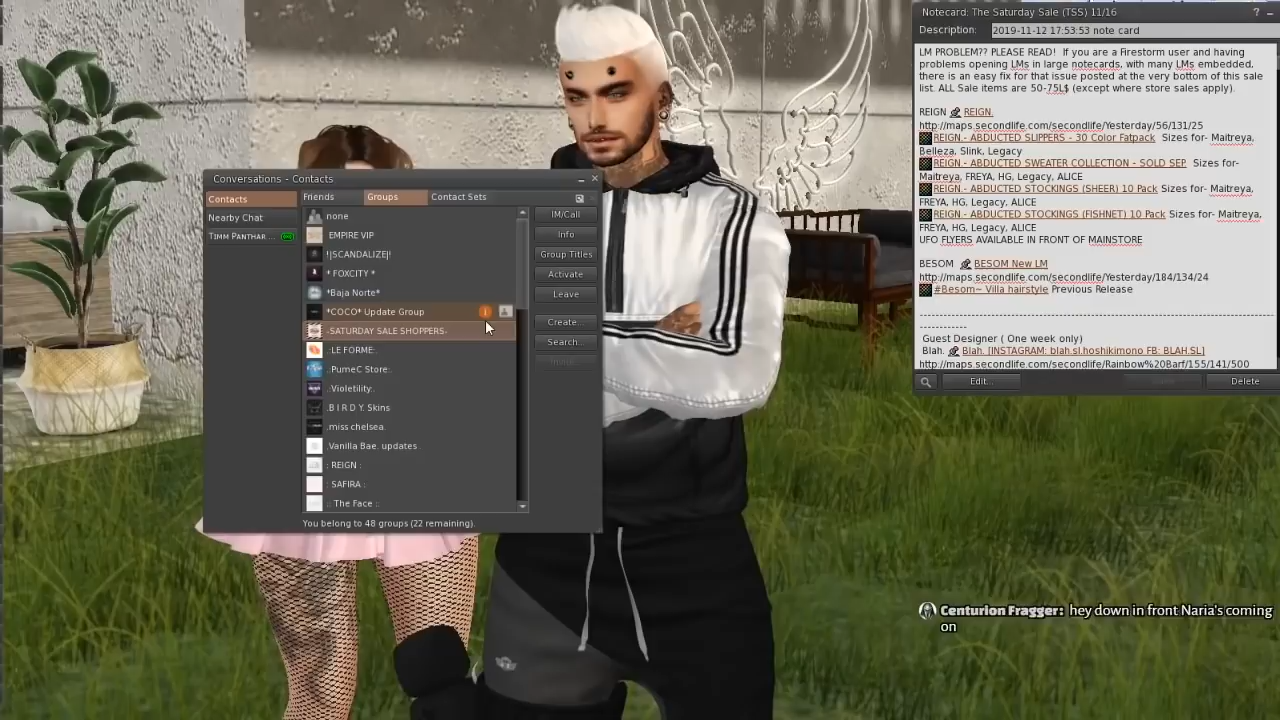 Notecard: The Saturday Sale (TSS) 11/16
Description: 2019-11-12 17:53:53 note card
LM PROBLEM?? PLEASE READ!  If you are a Firestorm user and having
problems opening LMs in large notecards, with many LMs embedded,
there is an easy fix for that issue posted at the very bottom of this sale
list. ALL Sale items are 50-75L$ (except where store sales apply).
REIGN REIGN.
http://maps.secondlife.com/secondlife/Yesterday/56/131/25
REIGN - ABDUCTED SLIPPERS - 30 Color Fatpack  Sizes for- Maitreya,
Belleza, Slink, Legacy
REIGN - ABDUCTED SWEATER COLLECTION - SOLD SEP  Sizes for-
Maitreya, FREYA, HG, Legacy, ALICE
REIGN - ABDUCTED STOCKINGS (SHEER) 10 Pack Sizes for- Maitreya,
FREYA, HG, Legacy, ALICE
REIGN - ABDUCTED STOCKINGS (FISHNET) 10 Pack Sizes for- Maitreya,
FREYA, HG, Legacy, ALICE
UFO FLYERS AVAILABLE IN FRONT OF MAINSTORE
BESOM BESOM New LM
http://maps.secondlife.com/secondlife/Yesterday/184/134/24
#Besom~ Villa hairstyle Previous Release
Guest Designer ( One week only)
Blah. Blah. [INSTAGRAM: blah.sl.hoshikimono FB: BLAH.SL]
http://maps.secondlife.com/secondlife/Rainbow%20Barf/155/141/500
Edit...
Delete
Conversations - Contacts
Contacts
Nearby Chat
Timm Panthar...
Friends
Groups
Contact Sets
none
EMPIRE VIP
!|SCANDALIZE|!
* FOXCITY *
*Baja Norte*
*COCO* Update Group
-SATURDAY SALE SHOPPERS-
.:LE FORME:.
.:PumeC Store:.
.:Violetility:.
.B I R D Y. Skins
.miss chelsea.
.Vanilla Bae. updates .
: REIGN :
: SAFIRA :
:: The Face ::
IM/Call
Info
Group Titles
Activate
Leave
Create...
Search...
You belong to 48 groups (22 remaining).
Centurion Fragger: hey down in front Naria's coming
on